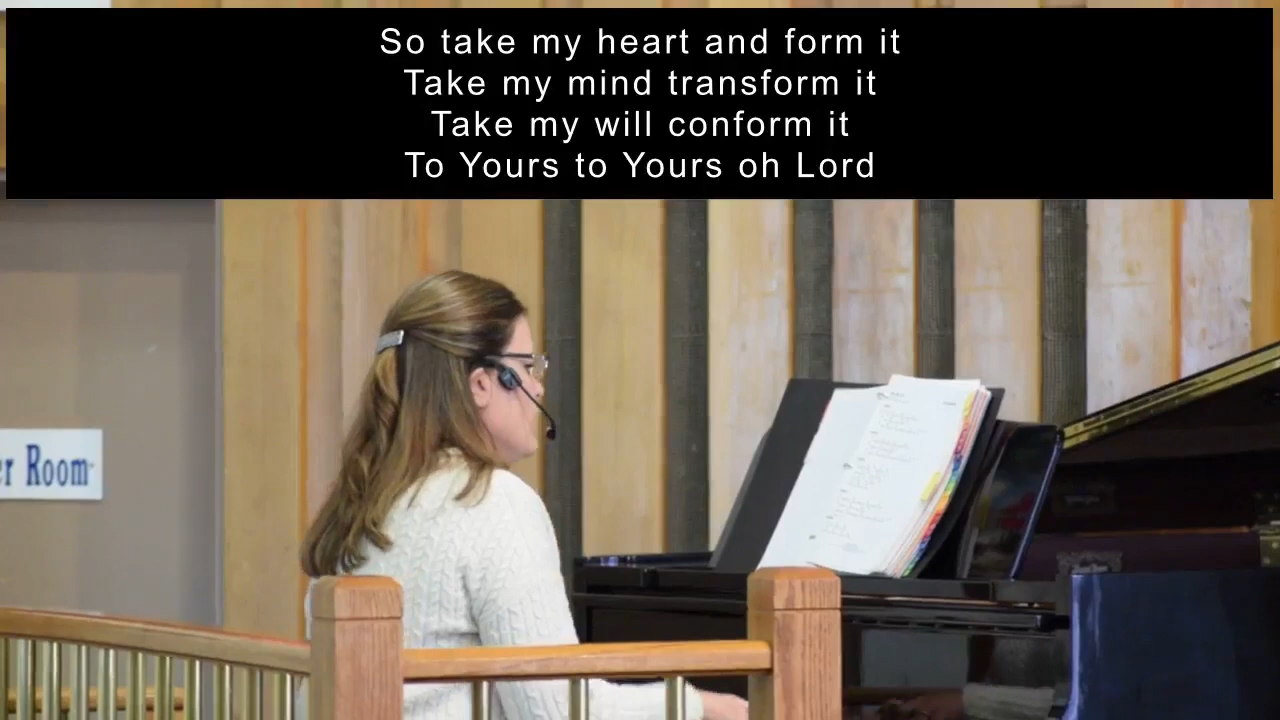 So take my heart and form it
Take my mind transform it
Take my will conform it
To Yours to Yours oh Lord
Room